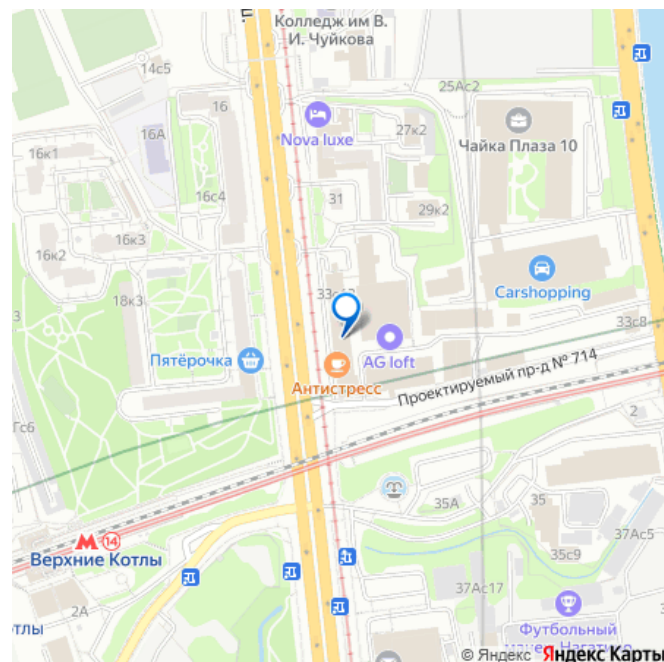 Колледж им В.
И. Чуйкова
14с5
25Ас2
16
Nova luxe
27к2
Чайка Плаза 10
16А
16к1
16с4
31
29к2
16к3
16к2
Carshopping
18к3
33с8
Пятёрочка
AG loft
Антистресс
Проектируемый пр-д № 714
2
35А
35
М 14
Верхние Котлы
35с9
37Ас5
2А
37Ас17
Футбольный
© Яндекс Яндекс Карты